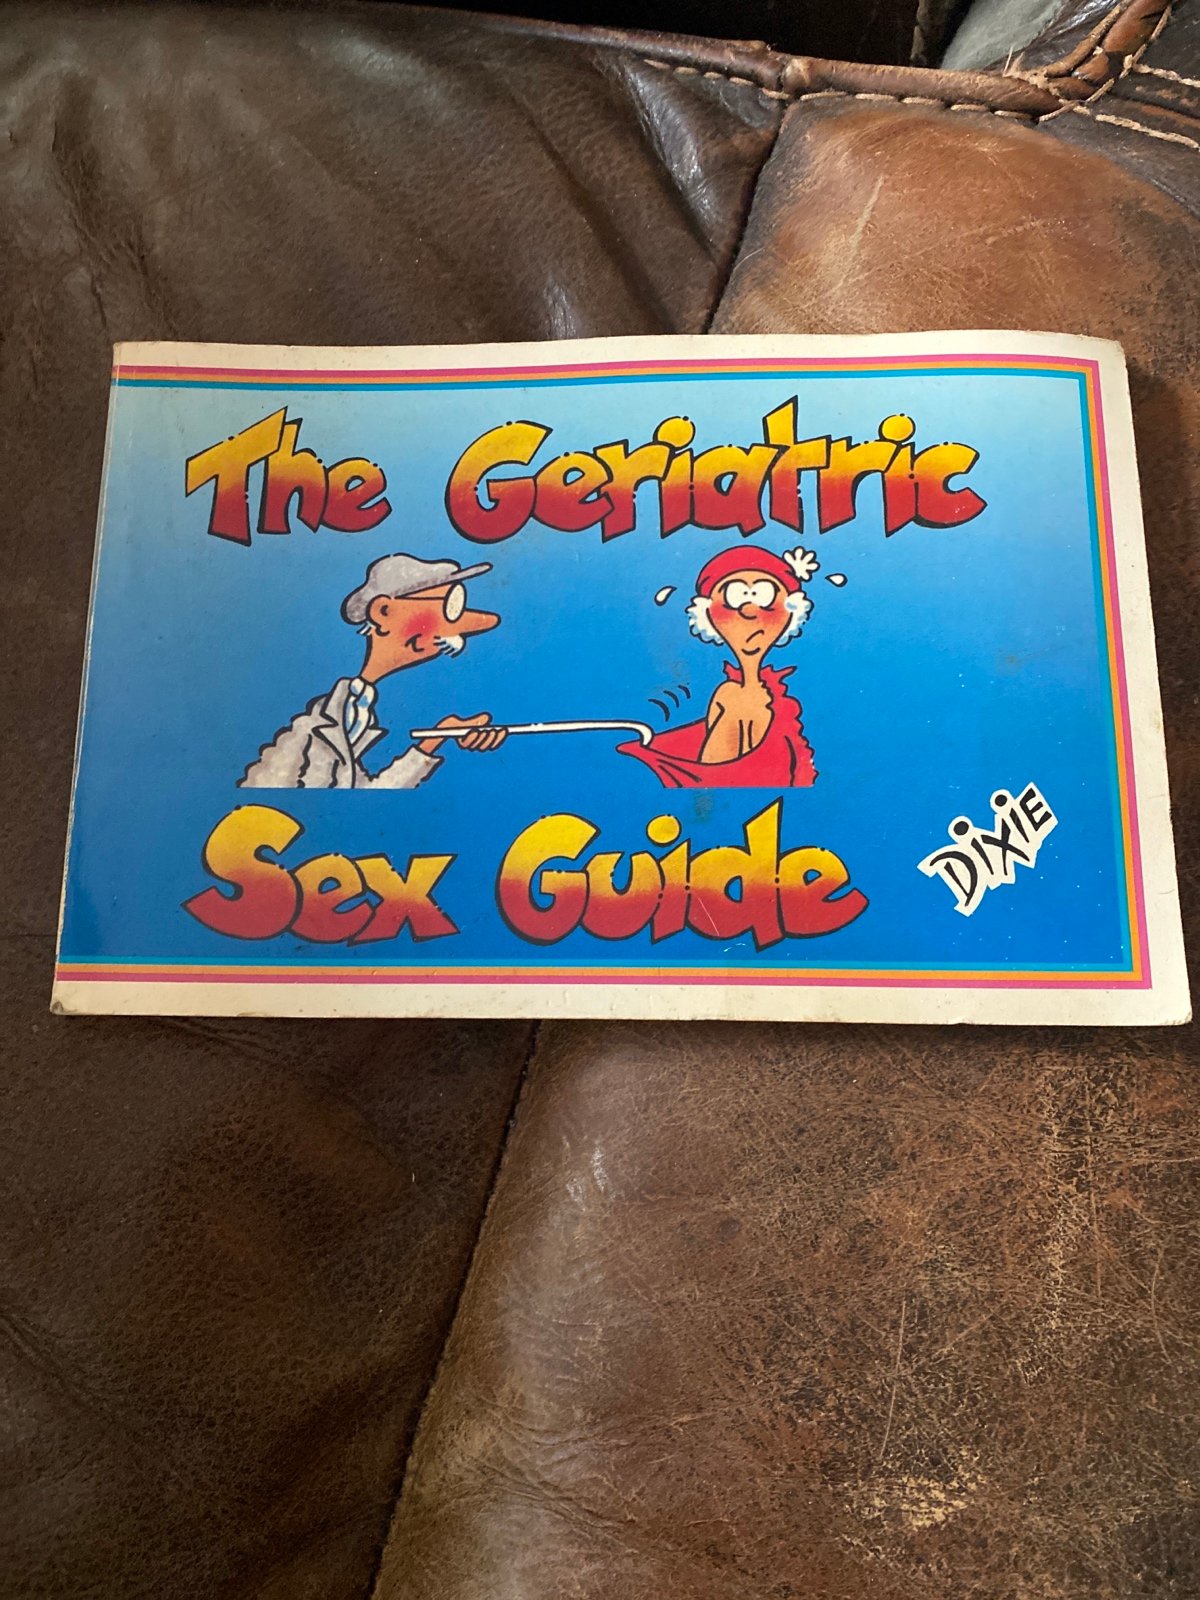 The Geriatric
Sex Guide
DIXIE